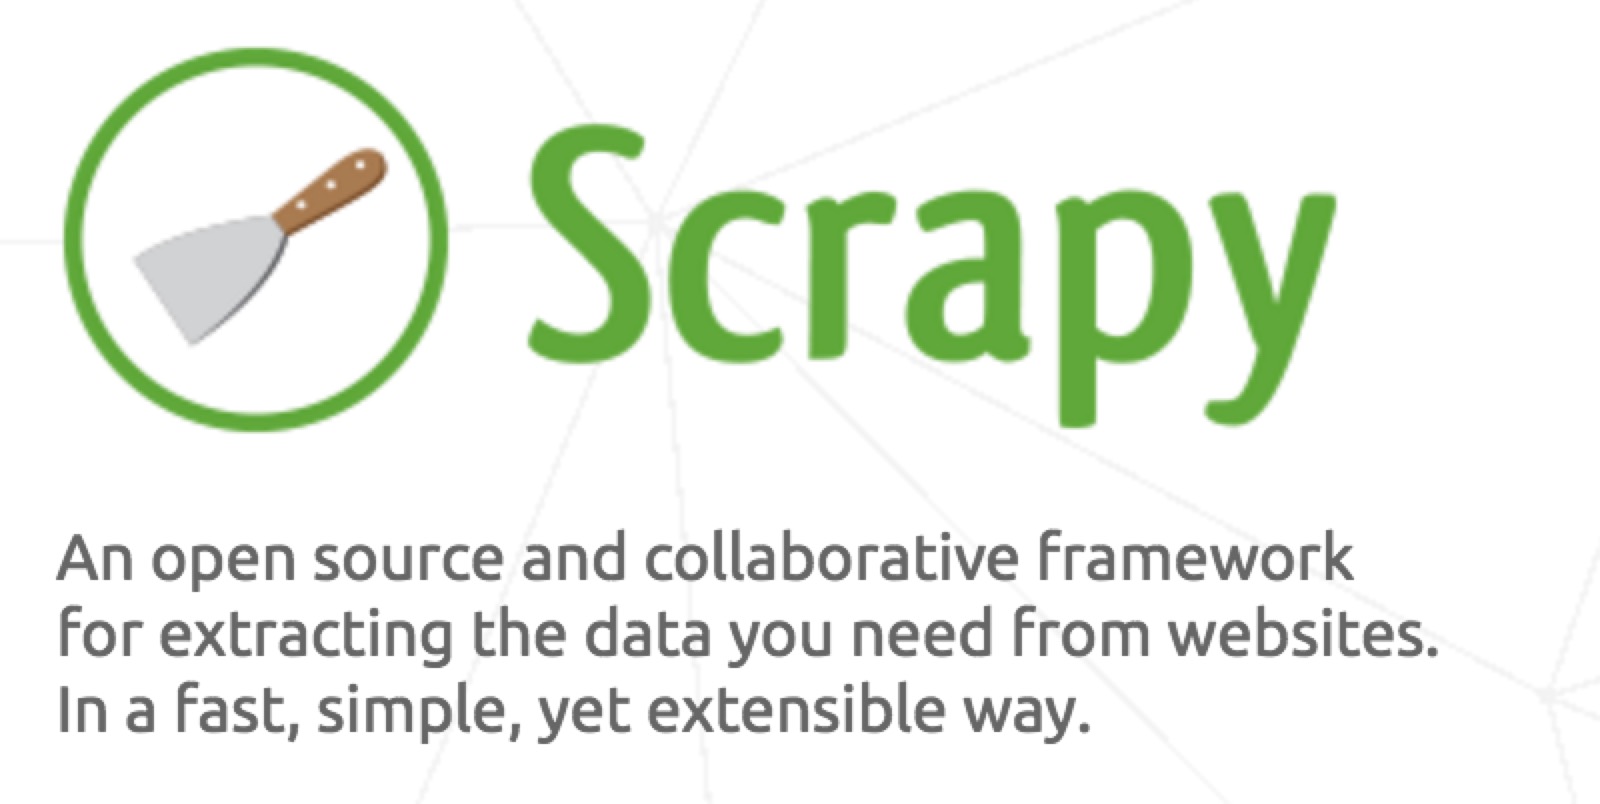 Scrapy
An open source and collaborative framework
for extracting the data you need from websites.
In a fast, simple, yet extensible way.